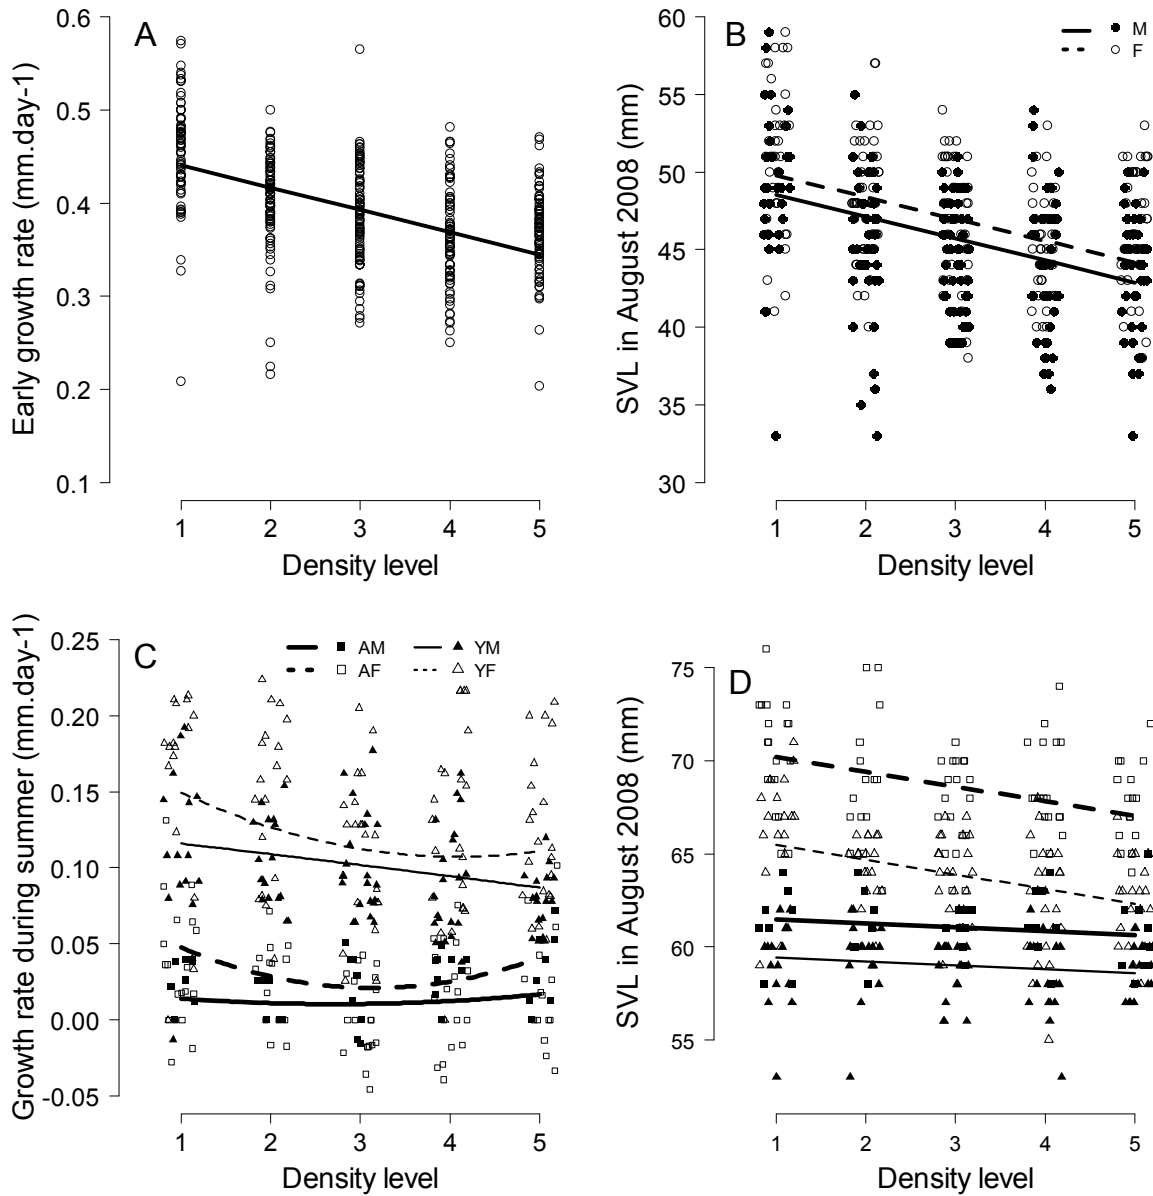 A
Early growth rate (mm.day-1)
0.6
0.5
0.4
0.3
0.2
0.1
1 2 3 4 5
Density level
B
M
F
SVL in August 2008 (mm)
60
55
50
45
40
35
30
1 2 3 4 5
Density level
C
AM YM
AF YF
Growth rate during summer (mm.day-1)
0.25
0.20
0.15
0.10
0.05
0.00
-0.05
1 2 3 4 5
Density level
D
SVL in August 2008 (mm)
75
70
65
60
55
1 2 3 4 5
Density level